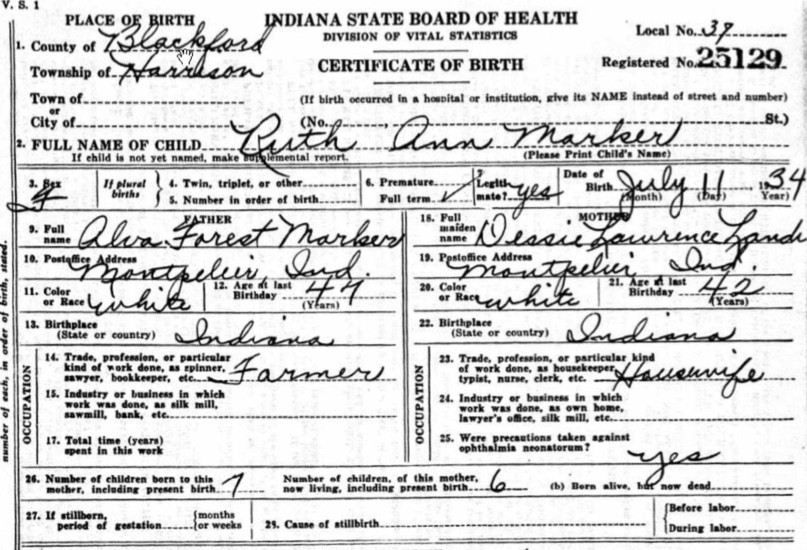 V. S. 1
PLACE OF BIRTH
INDIANA STATE BOARD OF HEALTH
DIVISION OF VITAL STATISTICS
CERTIFICATE OF BIRTH
Local No. 39
Registered No. 25129
1. County of Blackford
Township of Harrison
Town of
or
City of
(If birth occurred in a hospital or institution, give its NAME instead of street and number)
(No. St.)
2. FULL NAME OF CHILD Ruth Ann Marker
If child is not yet named, make supplemental report. (Please Print Child's Name)
3. Sex f
If plural births
4. Twin, triplet, or other
5. Number in order of birth
6. Premature
Full term ✓
7 Legitimate? yes
Date of Birth July 11 1934
(Month) (Day) Year)
FATHER
9. Full name Alva Forest Marker
10. Postoffice Address
Montpelier, Ind.
11. Color or Race white
12. Age at last Birthday 47 (Years)
13. Birthplace (State or country) Indiana
OCCUPATION
14. Trade, profession, or particular kind of work done, as spinner, sawyer, bookkeeper, etc. Farmer
15. Industry or business in which work was done, as silk mill, sawmill, bank, etc.
17. Total time (years) spent in this work
MOTHER
18. Full maiden name Dessie Lawrence Land
19. Postoffice Address
Montpelier, Ind.
20. Color or Race white
21. Age at last Birthday 42 (Years)
22. Birthplace (State or country) Indiana
OCCUPATION
23. Trade, profession, or particular kind of work done, as housekeeper, typist, nurse, clerk, etc. Housewife
24. Industry or business in which work was done, as own home, lawyer's office, silk mill, etc.
25. Were precautions taken against ophthalmia neonatorum? yes
26. Number of children born to this mother, including present birth 7
Number of children, of this mother, now living, including present birth 6
(b) Born alive, but now dead
27. If stillborn, period of gestation {months or weeks
28. Cause of stillbirth
{Before labor
During labor
number of each, in order of birth, stated.